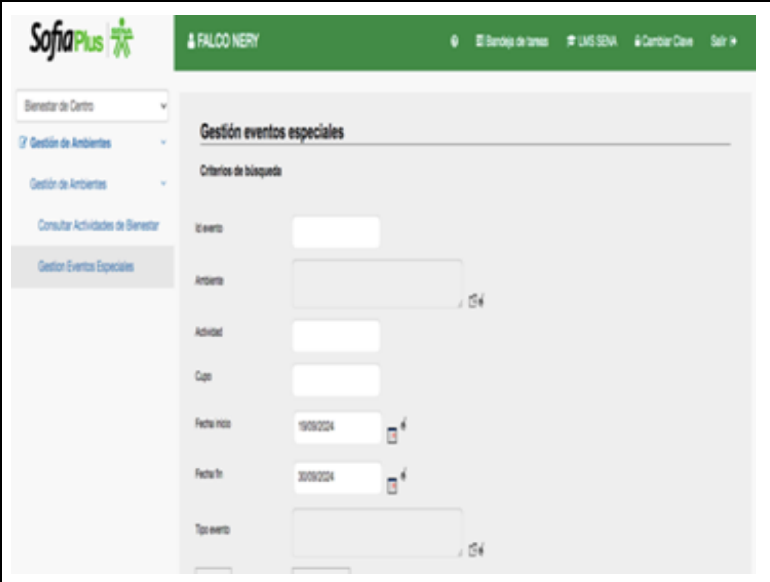 SofiaPlus SENA
FALCO NERY
Bandeja de tareas LMS SENA Cambiar Clave Salir
Bienestar de Centro
Gestión de Ambientes
Gestión de Ambientes
Consultar Actividades de Bienestar
Gestion Eventos Especiales
Gestión eventos especiales
Criterios de búsqueda
Id evento
Ambiente
Actividad
Cupo
Fecha inicio 19/09/2024
Fecha fin 30/09/2024
Tipo evento